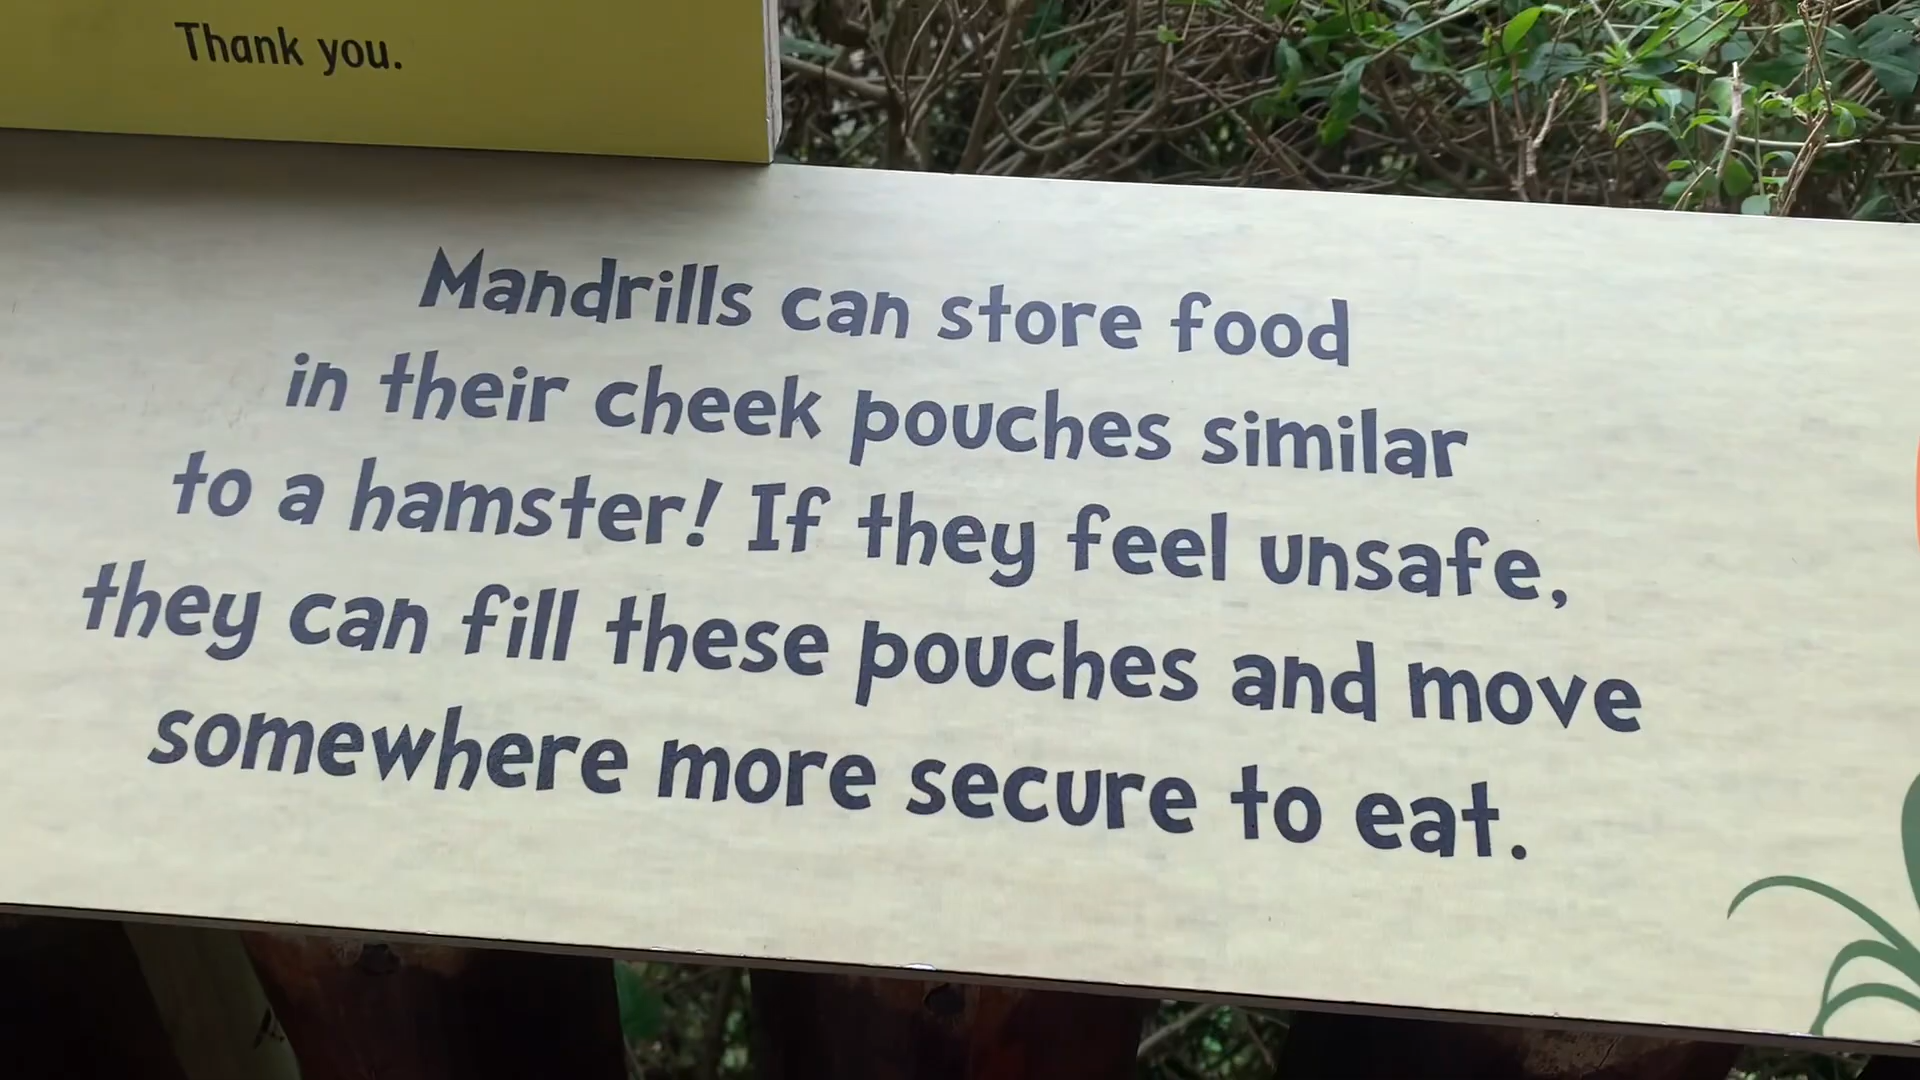 Thank you.
Mandrills can store food
in their cheek pouches similar
to a hamster! If they feel unsafe,
they can fill these pouches and move
somewhere more secure to eat.